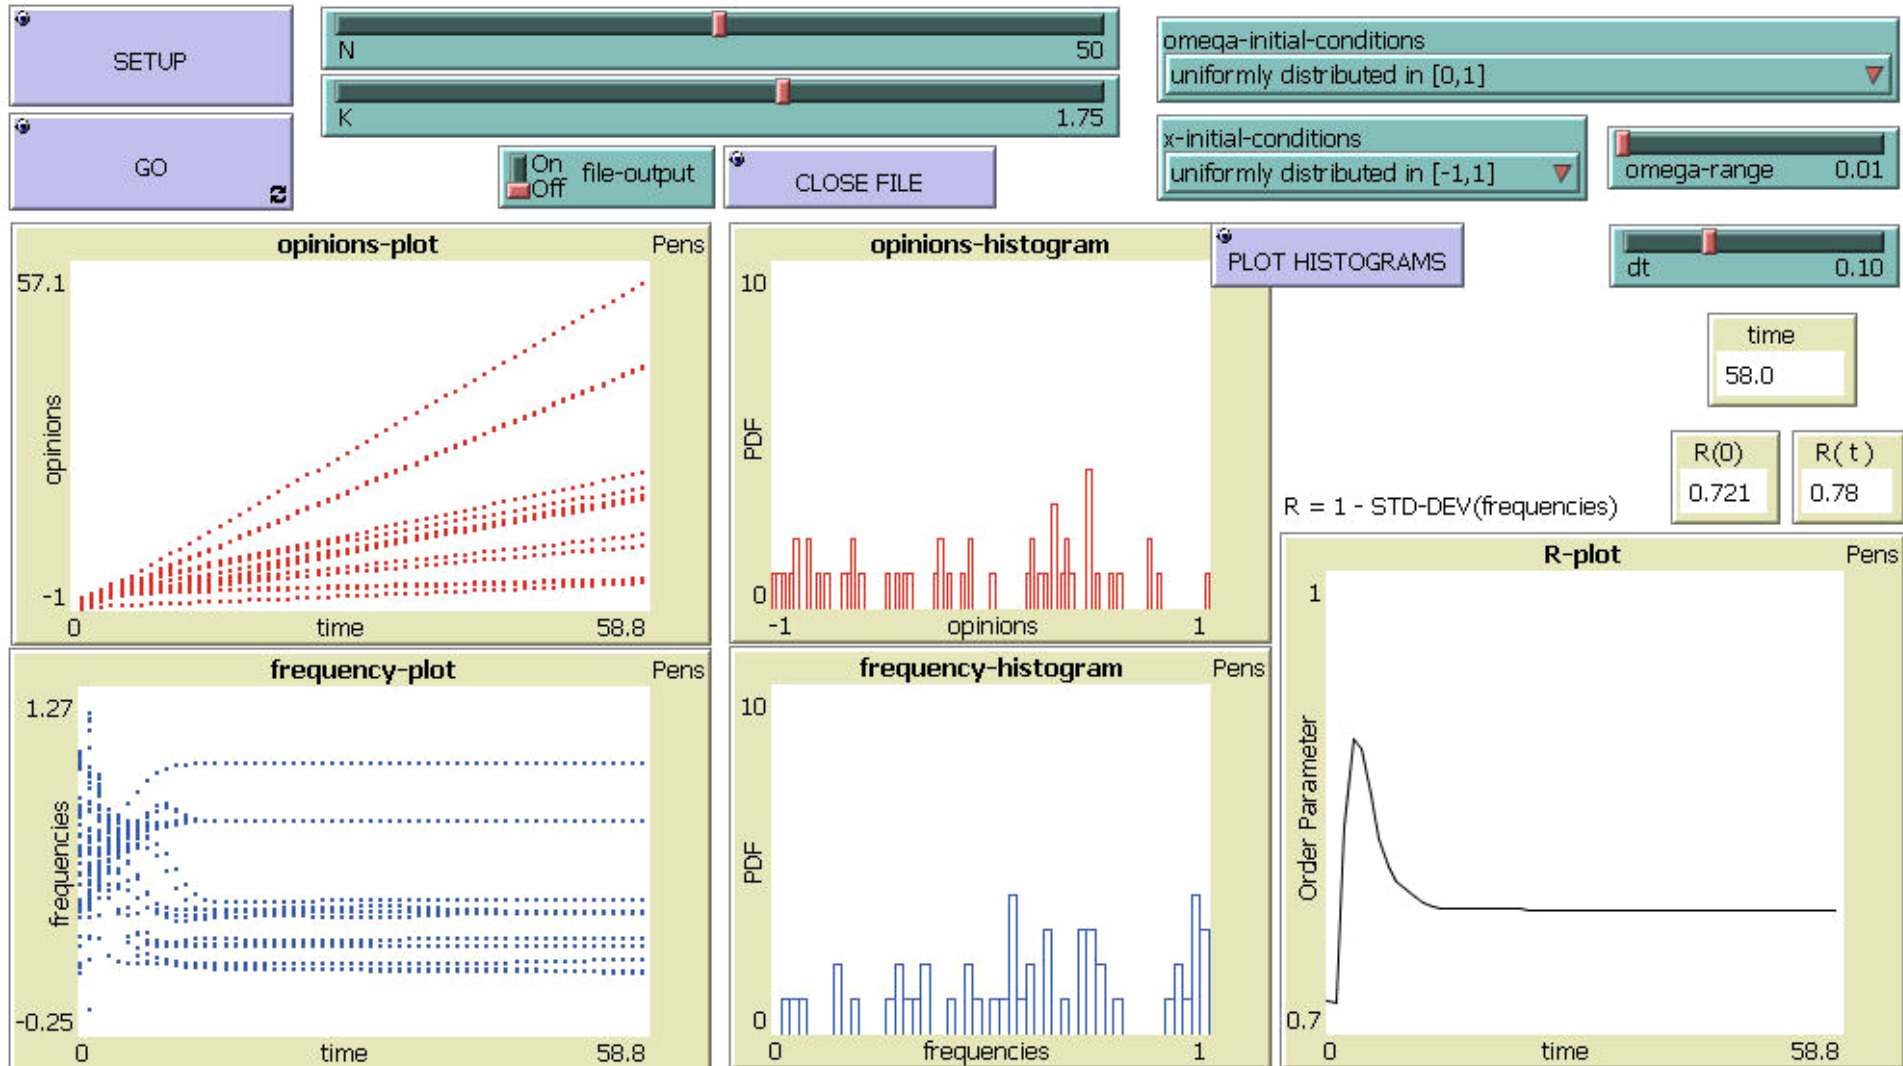 SETUP
GO
N 50
K 1.75
On
Off
file-output
CLOSE FILE
omega-initial-conditions
uniformly distributed in [0,1]
x-initial-conditions
uniformly distributed in [-1,1]
omega-range 0.01
dt 0.10
opinions-plot Pens
57.1
opinions
-1
0 time 58.8
opinions-histogram
10
PDF
0
-1 opinions 1
PLOT HISTOGRAMS
time
58.0
R(0)
0.721
R( t )
0.78
R = 1 - STD-DEV(frequencies)
frequency-plot Pens
1.27
frequencies
-0.25
0 time 58.8
frequency-histogram Pens
10
PDF
0
0 frequencies 1
R-plot Pens
1
Order Parameter
0.7
0 time 58.8